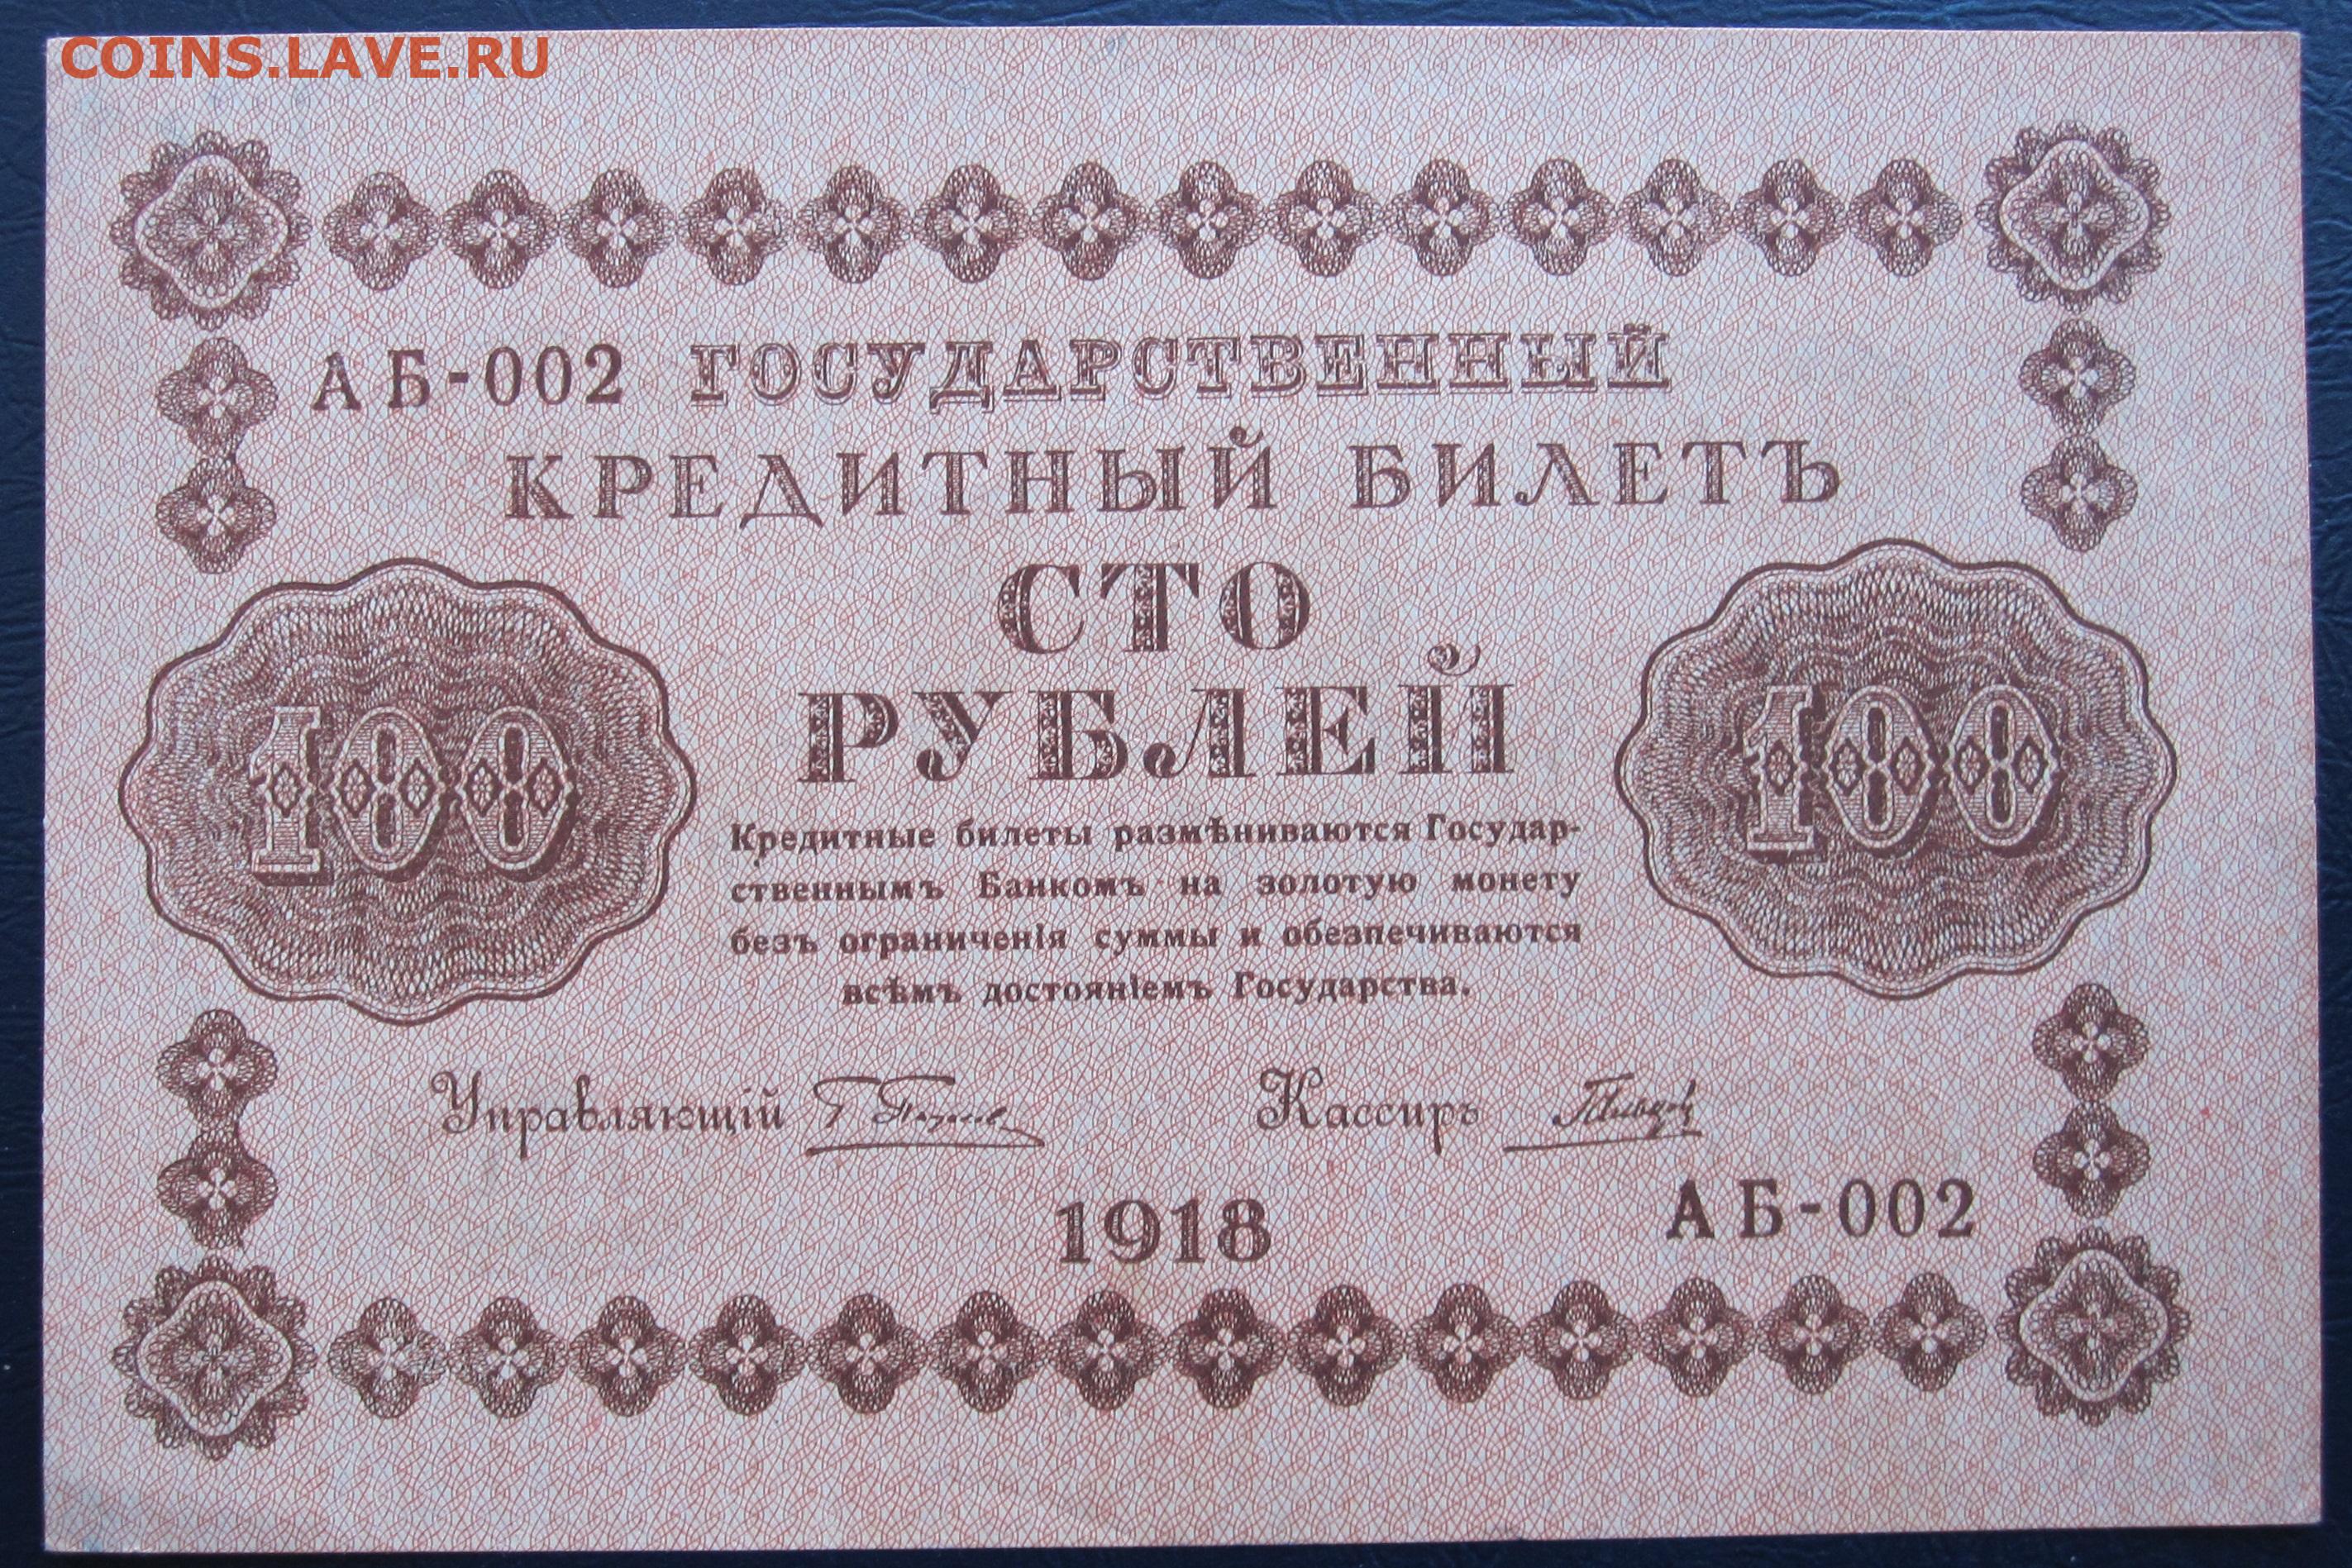 COINS.LAVE.RU
АБ-002 ГОСУДАРСТВЕННЫЙ
КРЕДИТНЫЙ БИЛЕТЪ
СТО
РУБЛЕЙ
100
100
Кредитные билеты размѣниваются Государ-
ственнымъ Банкомъ на золотую монету
безъ ограниченія суммы и обезпечиваются
всѣмъ достояніемъ Государства.
Управляющій Кассиръ
1918 АБ-002